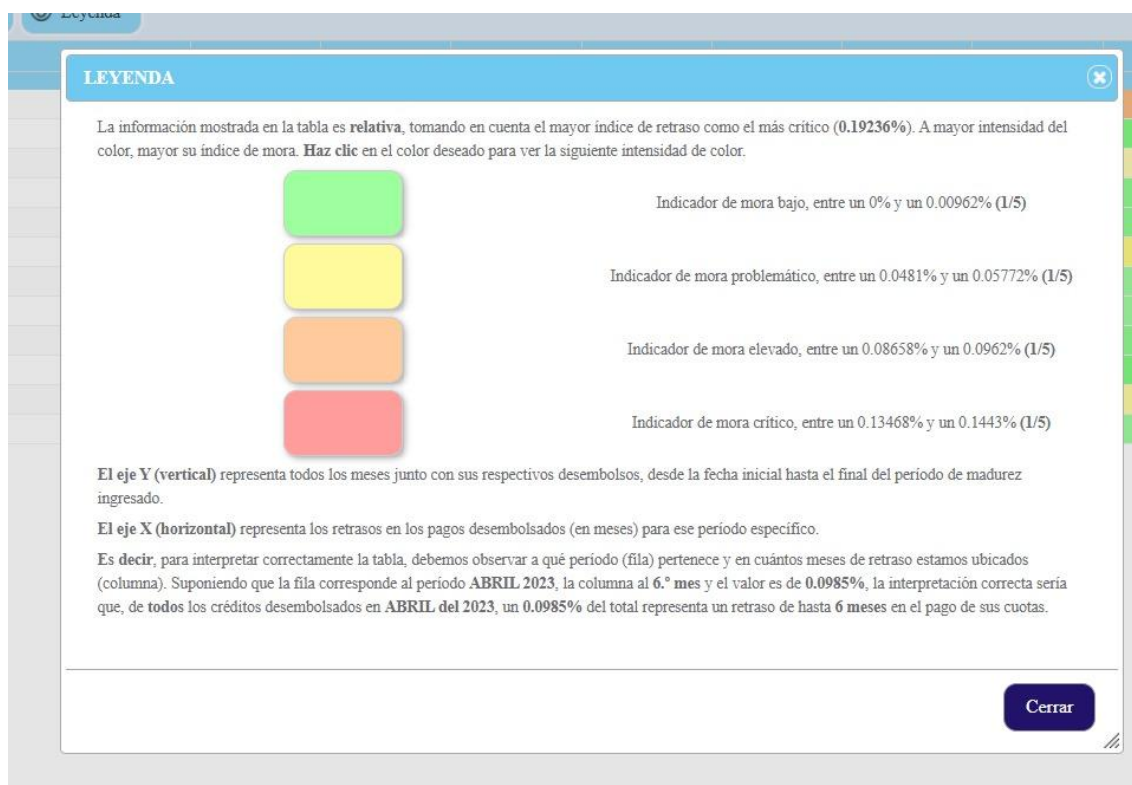 Leyenda
LEYENDA
La información mostrada en la tabla es relativa, tomando en cuenta el mayor índice de retraso como el más crítico (0.19236%). A mayor intensidad del
color, mayor su índice de mora. Haz clic en el color deseado para ver la siguiente intensidad de color.
Indicador de mora bajo, entre un 0% y un 0.00962% (1/5)
Indicador de mora problemático, entre un 0.0481% y un 0.05772% (1/5)
Indicador de mora elevado, entre un 0.08658% y un 0.0962% (1/5)
Indicador de mora crítico, entre un 0.13468% y un 0.1443% (1/5)
El eje Y (vertical) representa todos los meses junto con sus respectivos desembolsos, desde la fecha inicial hasta el final del período de madurez
ingresado.
El eje X (horizontal) representa los retrasos en los pagos desembolsados (en meses) para ese período específico.
Es decir, para interpretar correctamente la tabla, debemos observar a qué período (fila) pertenece y en cuántos meses de retraso estamos ubicados
(columna). Suponiendo que la fila corresponde al período ABRIL 2023, la columna al 6.º mes y el valor es de 0.0985%, la interpretación correcta sería
que, de todos los créditos desembolsados en ABRIL del 2023, un 0.0985% del total representa un retraso de hasta 6 meses en el pago de sus cuotas.
Cerrar